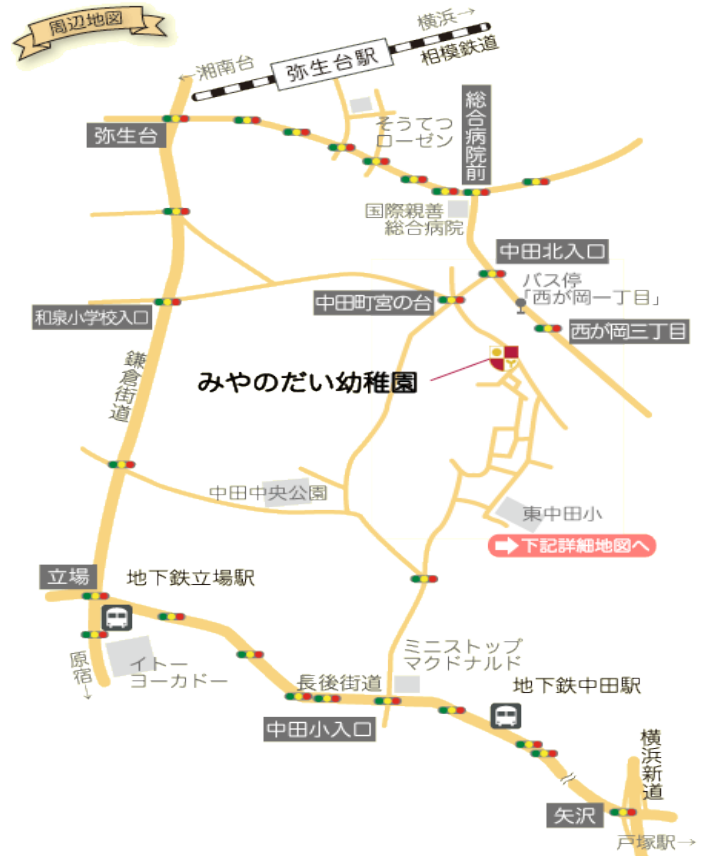 周辺地図
横浜→
相模鉄道
弥生台駅
←湘南台
弥生台
そうてつ
ローゼン
総合病院前
国際親善
総合病院
中田北入口
バス停
「西が岡一丁目」
西が岡三丁目
中田町宮の台
和泉小学校入口
鎌倉街道
みやのだい幼稚園
中田中央公園
東中田小
➡下記詳細地図へ
立場
地下鉄立場駅
原宿→
イトー
ヨーカドー
ミニストップ
マクドナルド
長後街道
中田小入口
地下鉄中田駅
横浜新道
矢沢
戸塚駅→